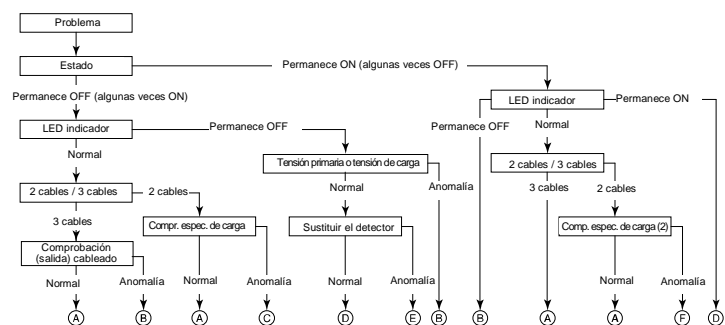 Problema
Estado
Permanece ON (algunas veces OFF)
Permanece OFF (algunas veces ON)
LED indicador
Permanece ON
LED indicador
Permanece OFF
Permanece OFF
Normal
Normal
Tensión primaria o tensión de carga
2 cables / 3 cables
Normal
Anomalía
3 cables
2 cables
2 cables / 3 cables
2 cables
3 cables
Compr. espec. de carga
Sustituir el detector
Comp. espec. de carga (2)
Comprobación
(salida) cableado
Normal
Anomalía
Normal
Anomalía
Normal
Anomalía
Normal
Anomalía
A
B
A
C
D
E
B
B
A
A
F
D